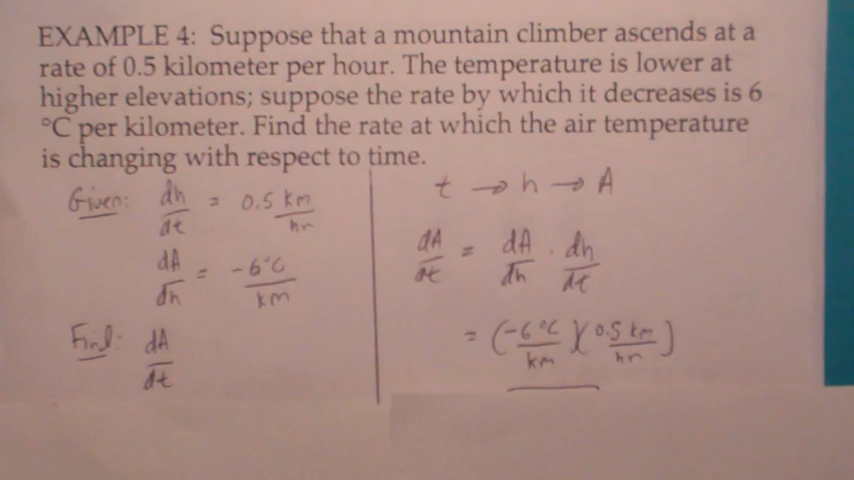 EXAMPLE 4: Suppose that a mountain climber ascends at a
rate of 0.5 kilometer per hour. The temperature is lower at
higher elevations; suppose the rate by which it decreases is 6
°C per kilometer. Find the rate at which the air temperature
is changing with respect to time.
Given: dh/dt = 0.5 km/hr
dA/dh = -6°C/km
Find: dA/dt
t → h → A
dA/dt = dA/dh · dh/dt
= (-6°C/km)(0.5 km/hr)